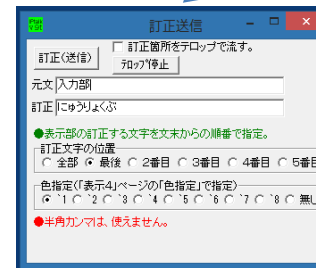 訂正送信
訂正(送信)
訂正箇所をテロップで流す。
ﾃﾛｯﾌﾟ停止
元文 入力部
訂正 にゅうりょくぶ
●表示部の訂正する文字を文末からの順番で指定。
訂正文字の位置
全部 最後 2番目 3番目 4番目 5番目
色指定(「表示4」ページの「色指定」で指定)
`1 `2 `3 `4 `5 `6 `7 `8 無し
●半角カンマは、使えません。